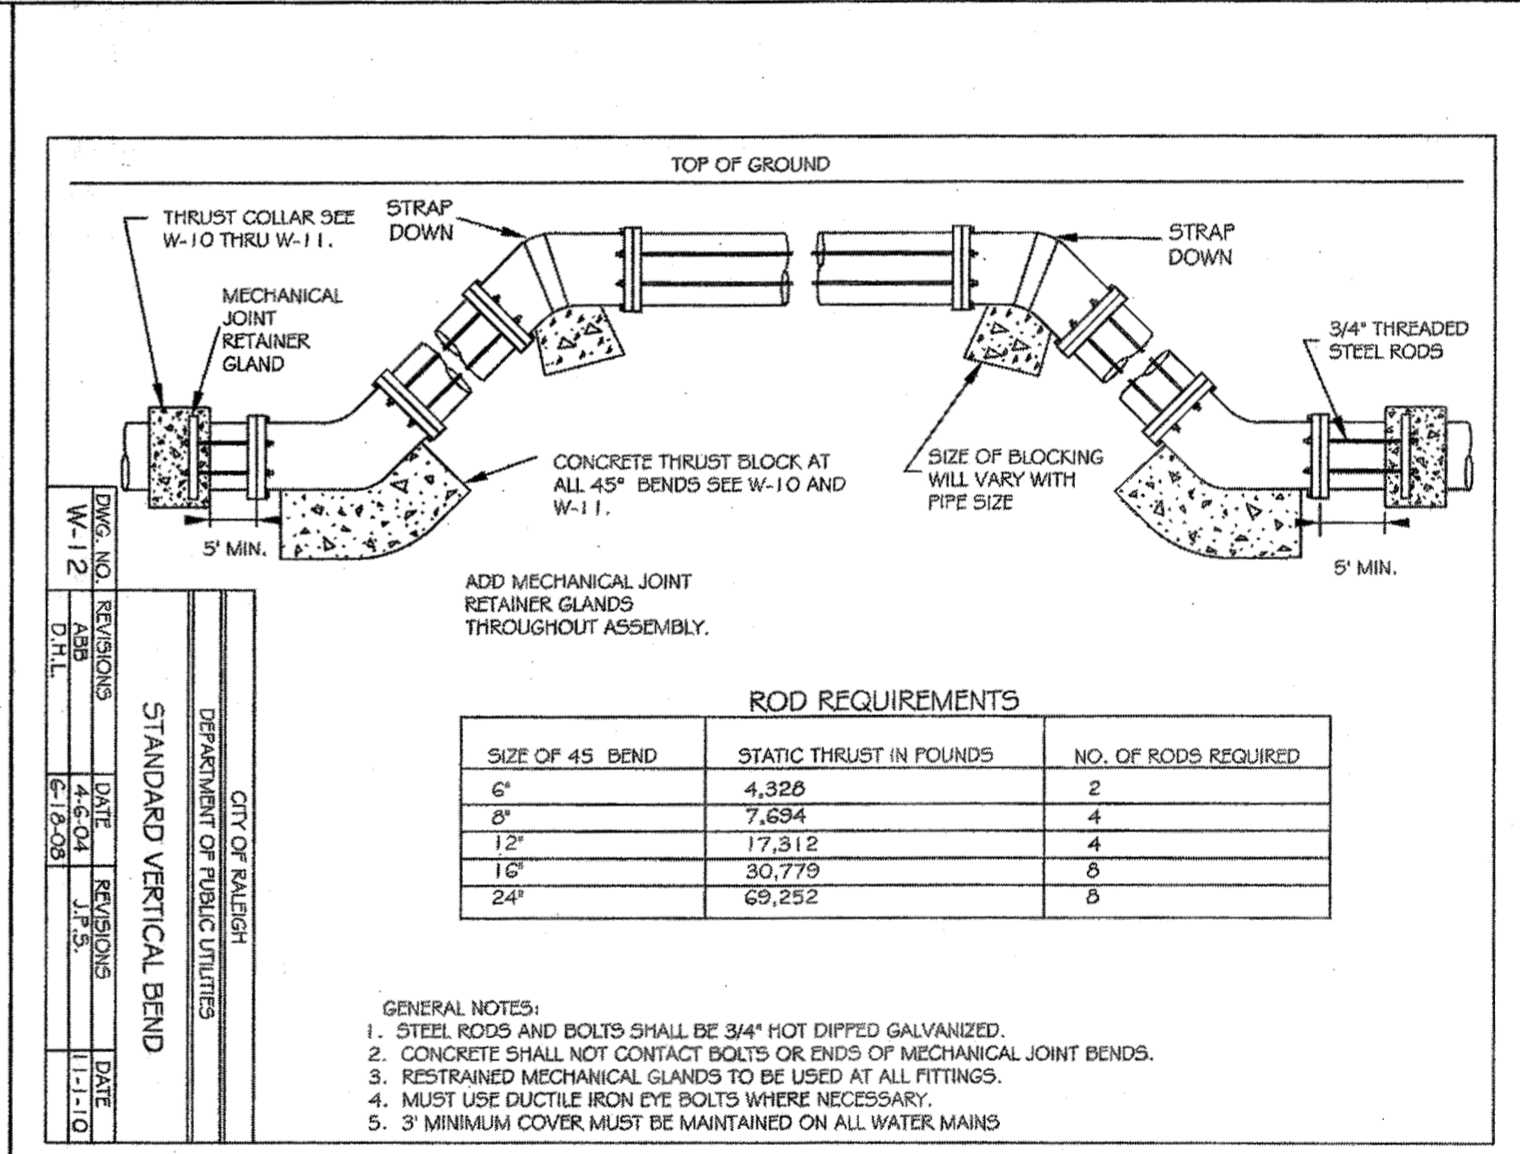 TOP OF GROUND
THRUST COLLAR SEE
W-10 THRU W-11.
STRAP
DOWN
STRAP
DOWN
MECHANICAL
JOINT
RETAINER
GLAND
3/4" THREADED
STEEL RODS
CONCRETE THRUST BLOCK AT
ALL 45° BENDS SEE W-10 AND
W-11.
SIZE OF BLOCKING
WILL VARY WITH
PIPE SIZE
5' MIN.
5' MIN.
ADD MECHANICAL JOINT
RETAINER GLANDS
THROUGHOUT ASSEMBLY.
ROD REQUIREMENTS
SIZE OF 45 BEND STATIC THRUST IN POUNDS NO. OF RODS REQUIRED
6" 4,328 2
8" 7,694 4
12" 17,312 4
16" 30,779 8
24" 69,252 8
GENERAL NOTES:
1. STEEL RODS AND BOLTS SHALL BE 3/4" HOT DIPPED GALVANIZED.
2. CONCRETE SHALL NOT CONTACT BOLTS OR ENDS OF MECHANICAL JOINT BENDS.
3. RESTRAINED MECHANICAL GLANDS TO BE USED AT ALL FITTINGS.
4. MUST USE DUCTILE IRON EYE BOLTS WHERE NECESSARY.
5. 3' MINIMUM COVER MUST BE MAINTAINED ON ALL WATER MAINS
CITY OF RALEIGH
DEPARTMENT OF PUBLIC UTILITIES
STANDARD VERTICAL BEND
DWG. NO. REVISIONS DATE REVISIONS DATE
W-12 ABB 4-6-04 J.P.S. 11-1-10
D.H.L. 6-18-08